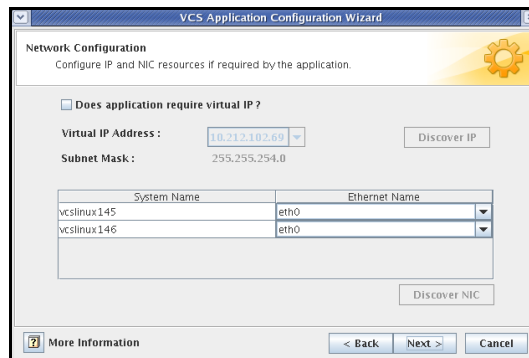 VCS Application Configuration Wizard
Network Configuration
Configure IP and NIC resources if required by the application.
Does application require virtual IP ?
Virtual IP Address : 10.212.102.69 Discover IP
Subnet Mask : 255.255.254.0
System Name Ethernet Name
vcslinux145 eth0
vcslinux146 eth0
Discover NIC
? More Information < Back Next > Cancel